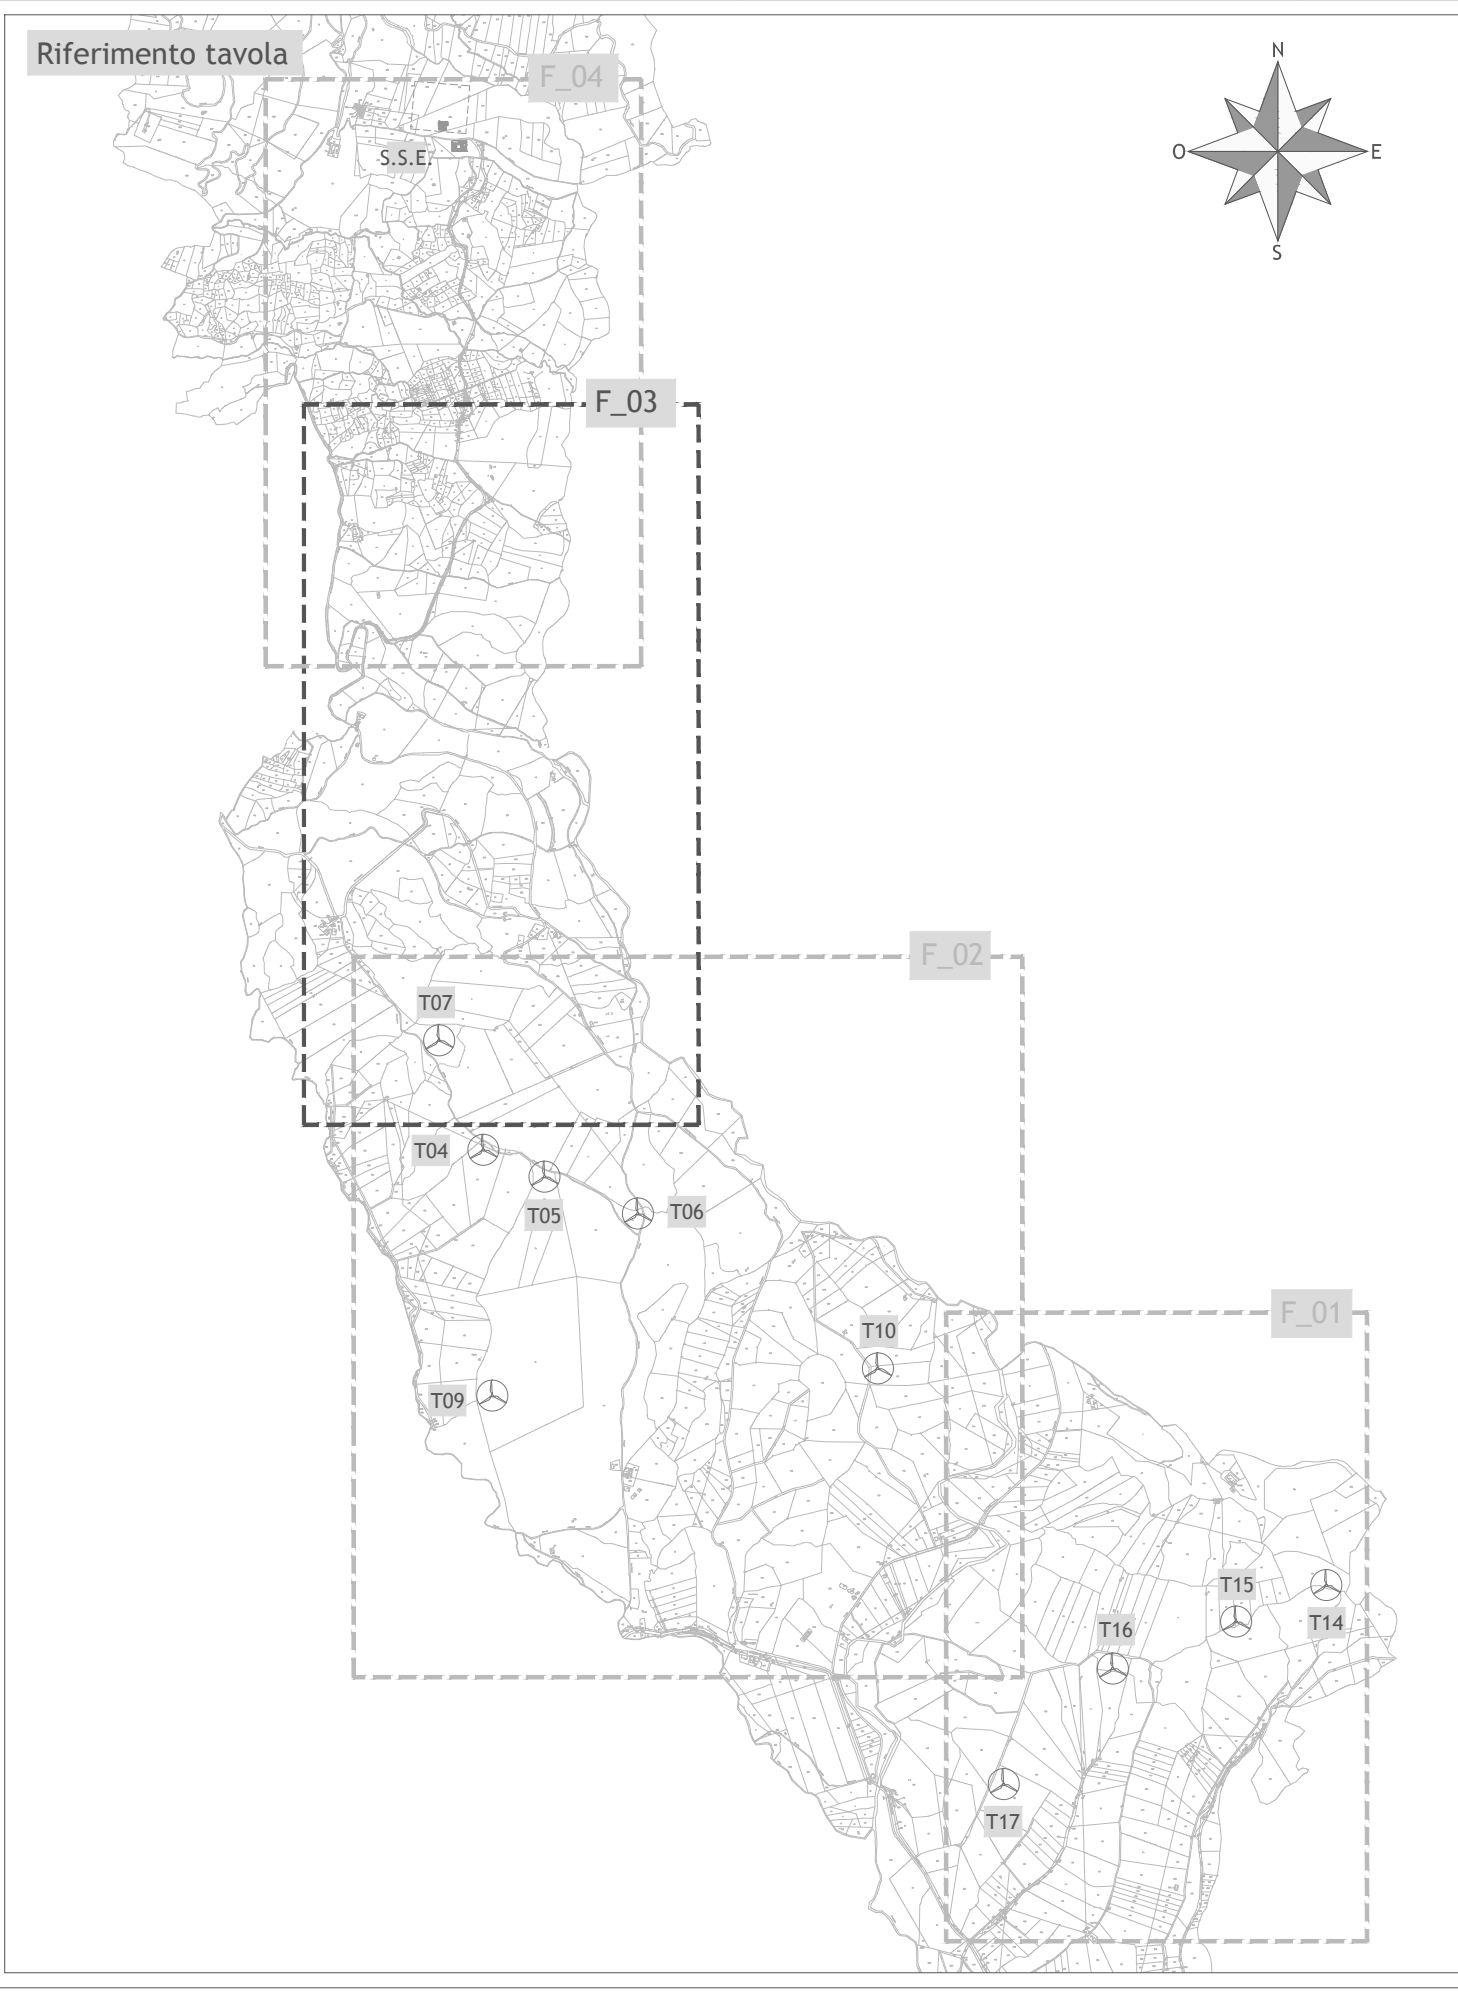 Riferimento tavola
F_04
N
O
E
S
S.S.E.
F_03
F_02
T07
T04
T05
T06
T10
F_01
T09
T15
T14
T16
T17